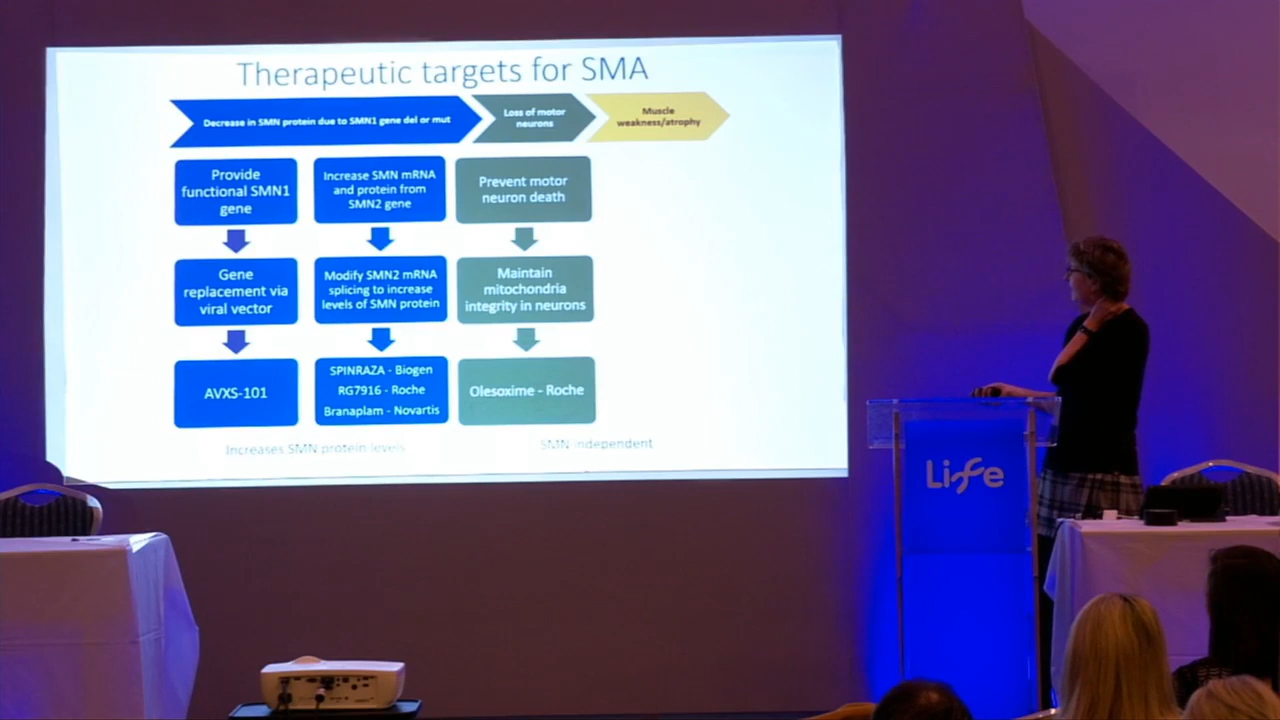 Therapeutic targets for SMA
Decrease in SMN protein due to SMN1 gene del or mut
Loss of motor
neurons
Muscle
weakness/atrophy
Provide
functional SMN1
gene
Increase SMN mRNA
and protein from
SMN2 gene
Prevent motor
neuron death
Gene
replacement via
viral vector
Modify SMN2 mRNA
splicing to increase
levels of SMN protein
Maintain
mitochondria
integrity in neurons
AVXS-101
SPINRAZA - Biogen
RG7916 - Roche
Branaplam - Novartis
Olesoxime - Roche
Increases SMN protein levels
SMN independent
Life